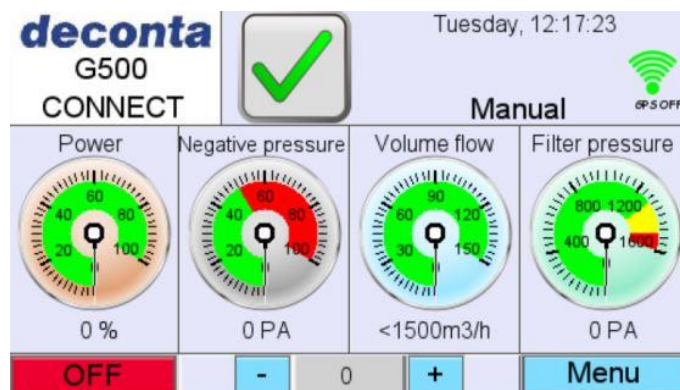 deconta
G500
CONNECT
Tuesday, 12:17:23
Manual
GPS OFF
Power
Negative pressure
Volume flow
Filter pressure
20 40 60 80 100
20 40 60 80 100
30 60 90 120 150
400 800 1200 1600
0 %
0 PA
<1500m3/h
0 PA
OFF
-
0
+
Menu